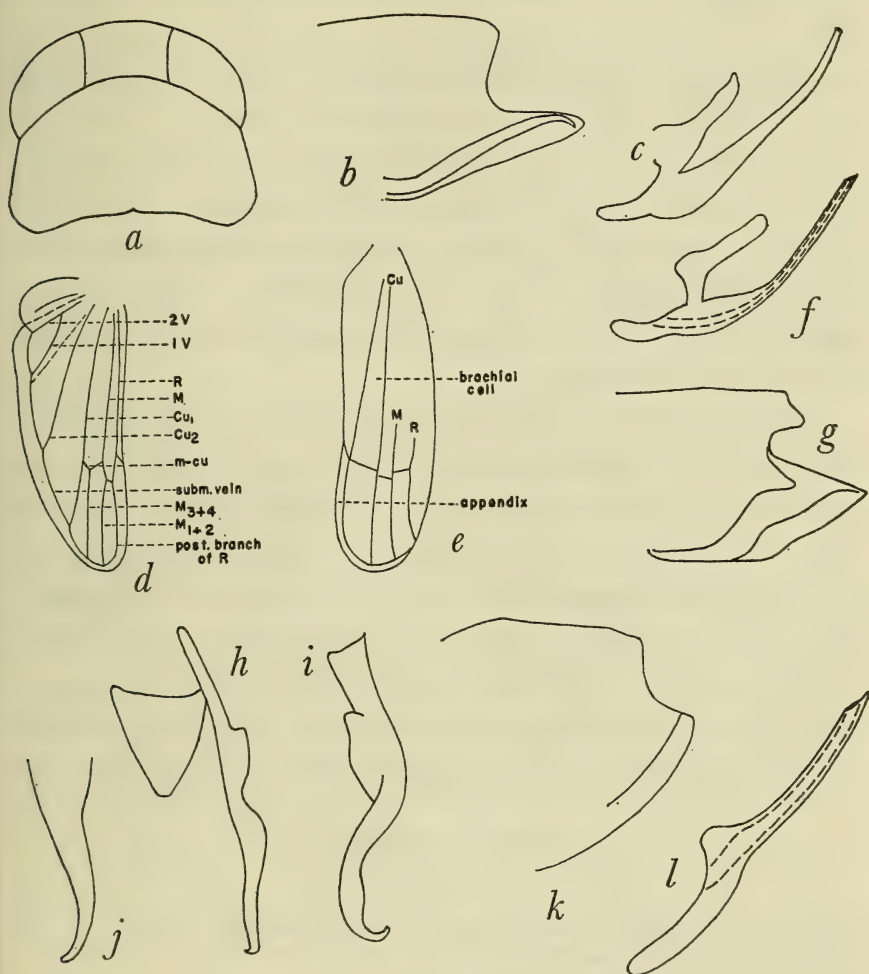 a
b
c
2V
1V
R
M
Cu₁
Cu₂
m-cu
subm. vein
M₃₊₄
M₁₊₂
post. branch
of R
d
Cu
brachial
cell
M
R
appendix
e
f
g
h
i
j
k
l